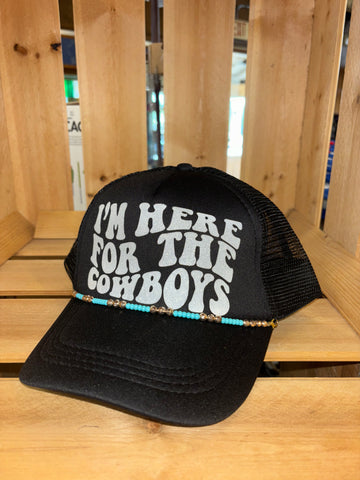 I'M HERE
FOR THE
COWBOYS